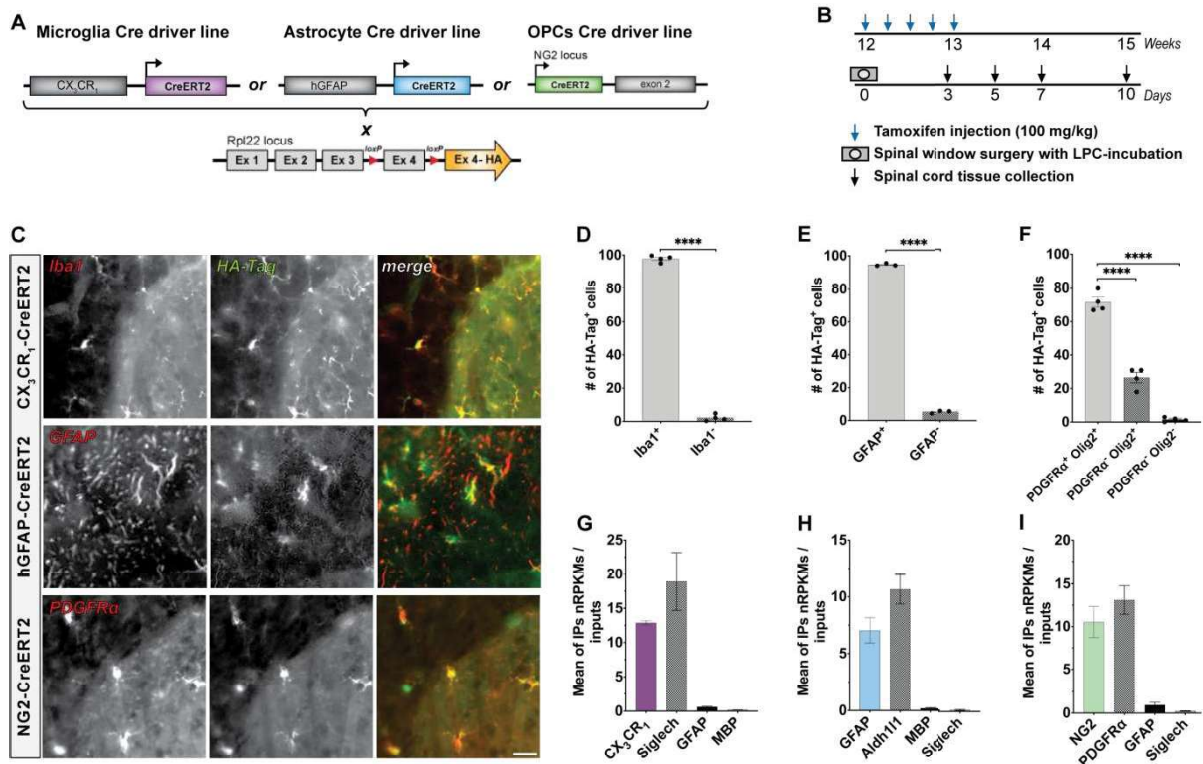 A
Microglia Cre driver line
Astrocyte Cre driver line
OPCs Cre driver line
NG2 locus
CX3CR1
CreERT2
or
hGFAP
CreERT2
or
CreERT2
exon 2
x
Rpl22 locus
loxP
loxP
Ex 1
Ex 2
Ex 3
Ex 4
Ex 4- HA
B
12
13
14
15
Weeks
0
3
5
7
10
Days
Tamoxifen injection (100 mg/kg)
Spinal window surgery with LPC-incubation
Spinal cord tissue collection
C
CX3CR1-CreERT2
Iba1
HA-Tag
merge
hGFAP-CreERT2
GFAP
NG2-CreERT2
PDGFRα
D
# of HA-Tag+ cells
100
80
60
40
20
0
****
Iba1+
Iba1-
E
# of HA-Tag+ cells
100
80
60
40
20
0
****
GFAP+
GFAP-
F
# of HA-Tag+ cells
100
80
60
40
20
0
****
****
PDGFRα+ Olig2+
PDGFRα- Olig2+
PDGFRα- Olig2-
G
Mean of IPs nRPKMs /
inputs
25
20
15
10
5
0
CX3CR1
Siglech
GFAP
MBP
H
Mean of IPs nRPKMs /
inputs
15
10
5
0
GFAP
Aldh1l1
MBP
Siglech
I
Mean of IPs nRPKMs /
inputs
20
15
10
5
0
NG2
PDGFRα
GFAP
Siglech